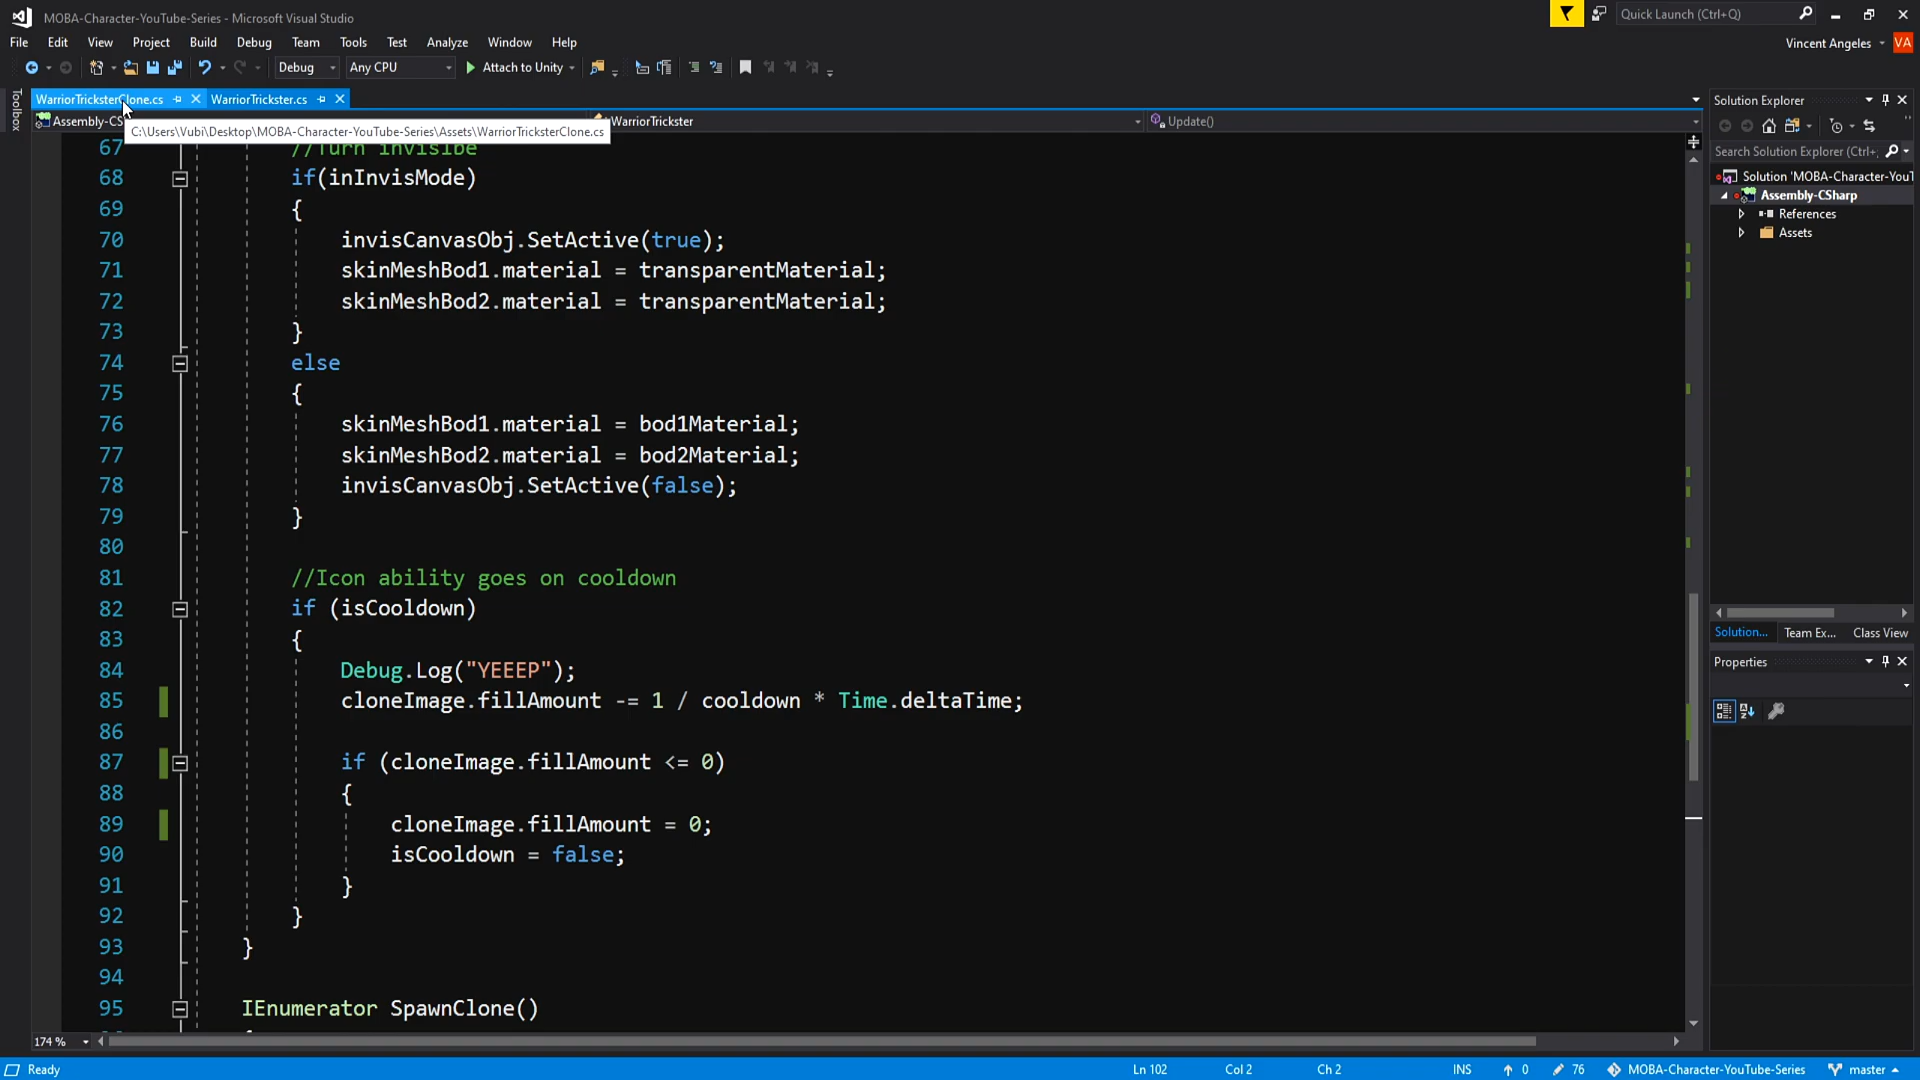 MOBA-Character-YouTube-Series - Microsoft Visual Studio
Quick Launch (Ctrl+Q)
File Edit View Project Build Debug Team Tools Test Analyze Window Help
Vincent Angeles VA
Debug Any CPU Attach to Unity
Toolbox
WarriorTricksterClone.cs WarriorTrickster.cs
Assembly-CS WarriorTrickster Update()
C:\Users\Vubi\Desktop\MOBA-Character-YouTube-Series\Assets\WarriorTricksterClone.cs
67 //Turn invisibe
68 if(inInvisMode)
69 {
70 invisCanvasObj.SetActive(true);
71 skinMeshBod1.material = transparentMaterial;
72 skinMeshBod2.material = transparentMaterial;
73 }
74 else
75 {
76 skinMeshBod1.material = bod1Material;
77 skinMeshBod2.material = bod2Material;
78 invisCanvasObj.SetActive(false);
79 }
80
81 //Icon ability goes on cooldown
82 if (isCooldown)
83 {
84 Debug.Log("YEEEP");
85 cloneImage.fillAmount -= 1 / cooldown * Time.deltaTime;
86
87 if (cloneImage.fillAmount <= 0)
88 {
89 cloneImage.fillAmount = 0;
90 isCooldown = false;
91 }
92 }
93 }
94
95 IEnumerator SpawnClone()
174 %
Solution Explorer
Search Solution Explorer (Ctrl+;
Solution 'MOBA-Character-YouT
Assembly-CSharp
References
Assets
Solution... Team Ex... Class View
Properties
Ready Ln 102 Col 2 Ch 2 INS 0 76 MOBA-Character-YouTube-Series master